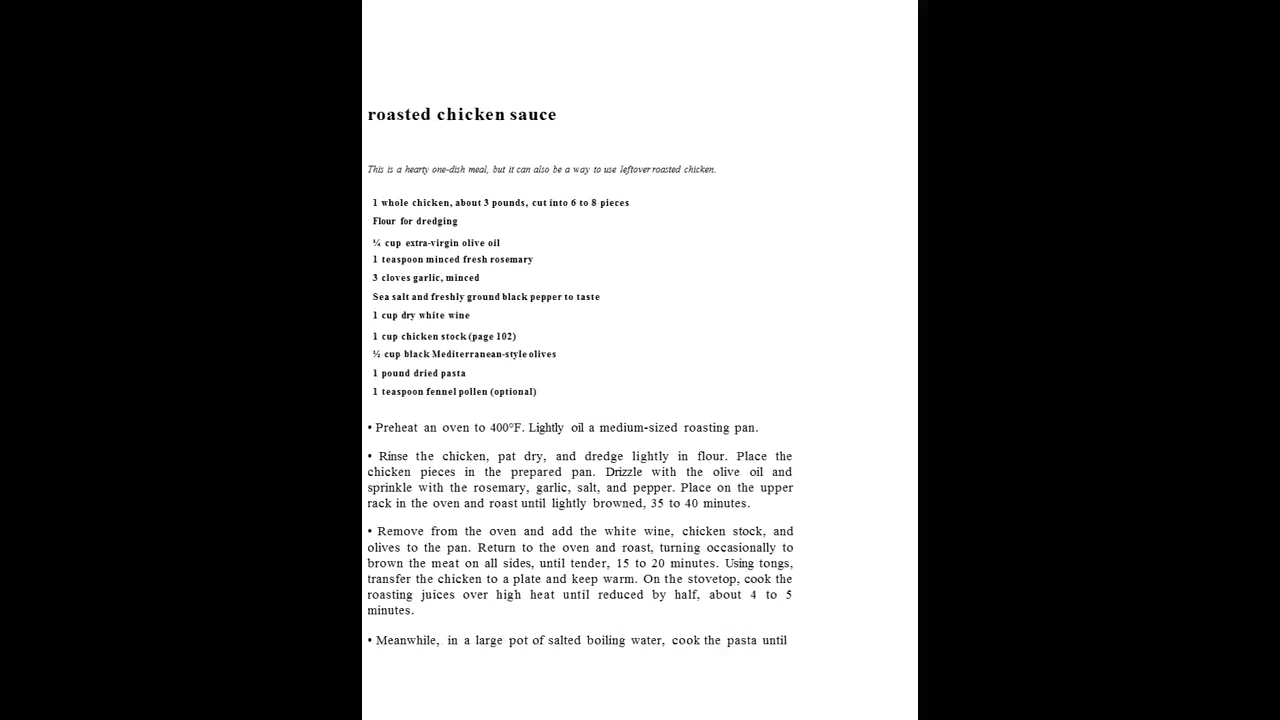 roasted chicken sauce
This is a hearty one-dish meal, but it can also be a way to use leftover roasted chicken.
1 whole chicken, about 3 pounds, cut into 6 to 8 pieces
Flour for dredging
¼ cup extra-virgin olive oil
1 teaspoon minced fresh rosemary
3 cloves garlic, minced
Sea salt and freshly ground black pepper to taste
1 cup dry white wine
1 cup chicken stock (page 102)
½ cup black Mediterranean-style olives
1 pound dried pasta
1 teaspoon fennel pollen (optional)
• Preheat an oven to 400°F. Lightly oil a medium-sized roasting pan.
• Rinse the chicken, pat dry, and dredge lightly in flour. Place the
chicken pieces in the prepared pan. Drizzle with the olive oil and
sprinkle with the rosemary, garlic, salt, and pepper. Place on the upper
rack in the oven and roast until lightly browned, 35 to 40 minutes.
• Remove from the oven and add the white wine, chicken stock, and
olives to the pan. Return to the oven and roast, turning occasionally to
brown the meat on all sides, until tender, 15 to 20 minutes. Using tongs,
transfer the chicken to a plate and keep warm. On the stovetop, cook the
roasting juices over high heat until reduced by half, about 4 to 5
minutes.
• Meanwhile, in a large pot of salted boiling water, cook the pasta until